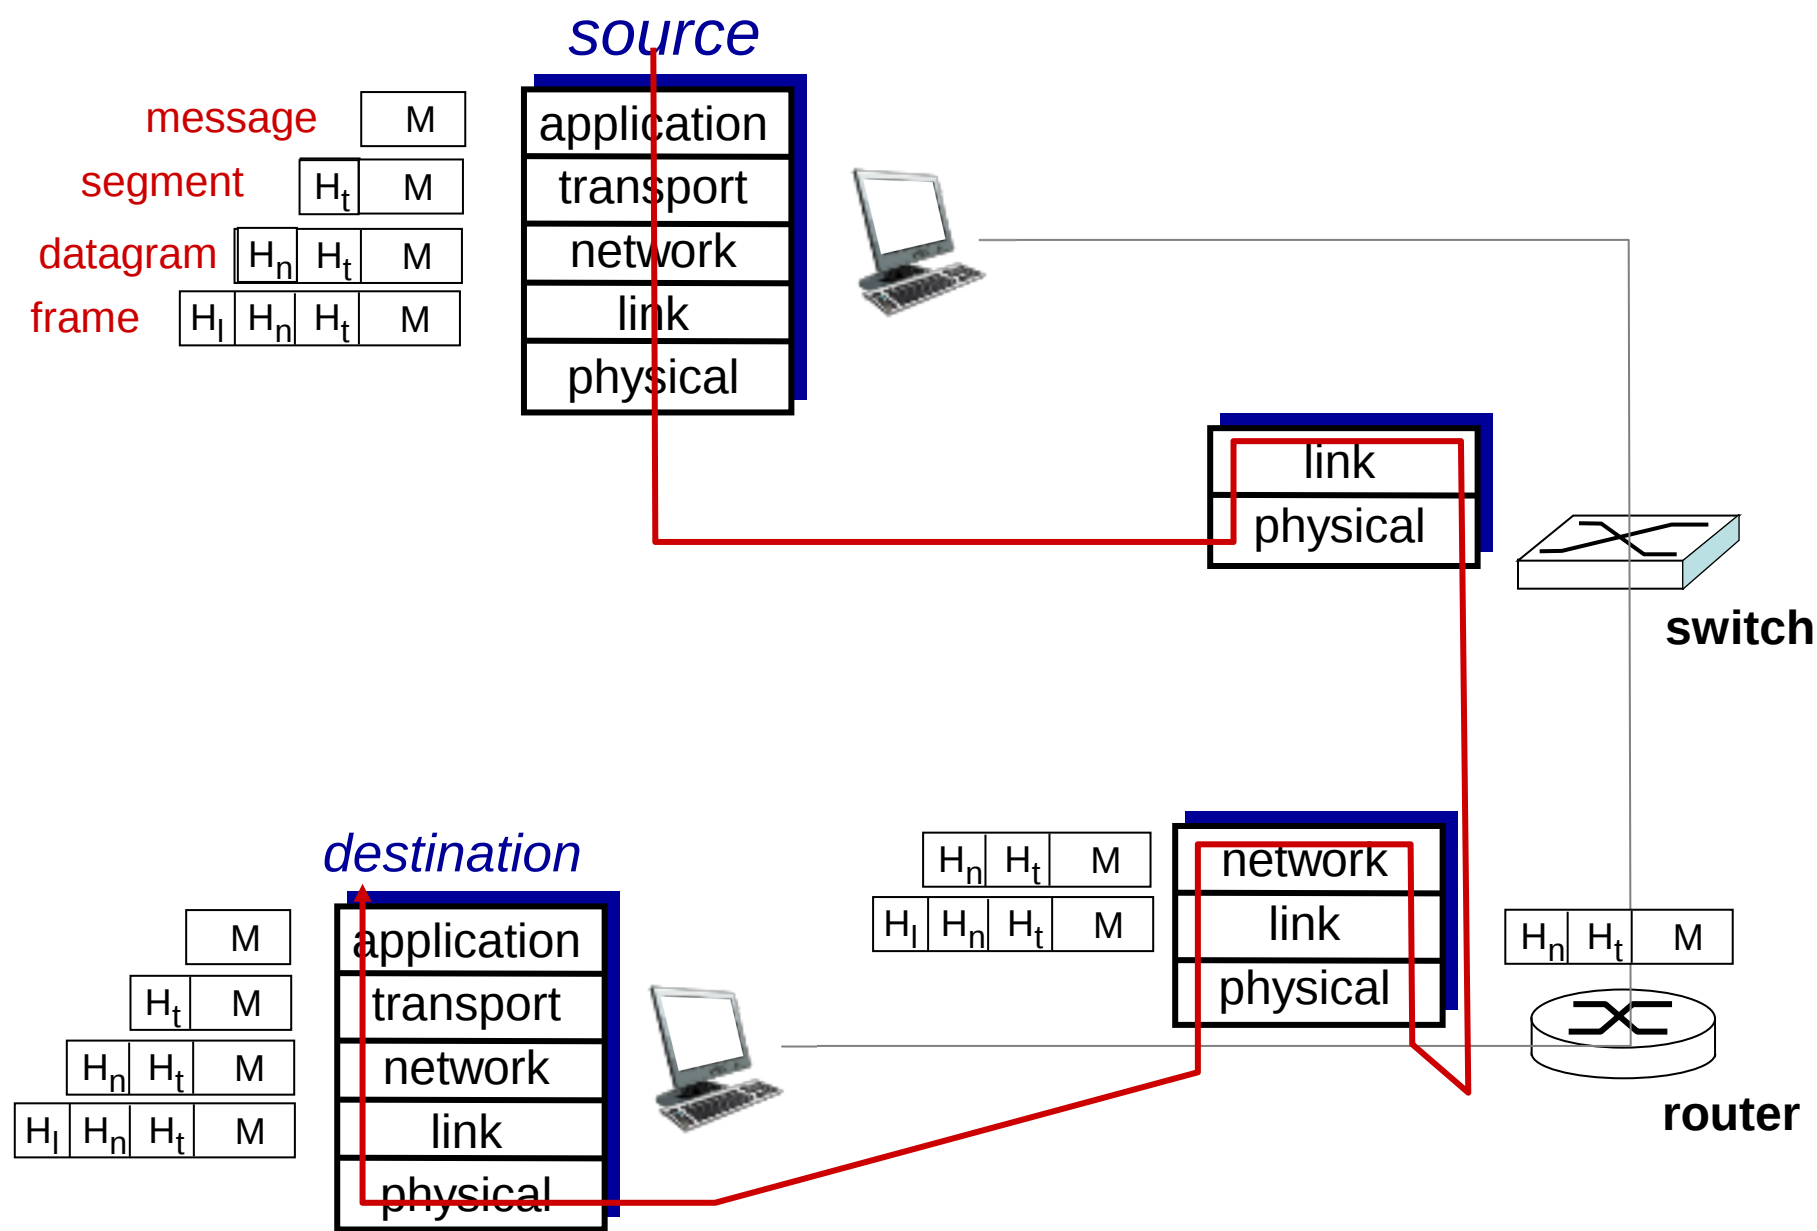 source
message M
segment Ht M
datagram Hn Ht M
frame Hl Hn Ht M
application
transport
network
link
physical
link
physical
switch
destination
M
Ht M
Hn Ht M
Hl Hn Ht M
application
transport
network
link
physical
Hn Ht M
Hl Hn Ht M
network
link
physical
Hn Ht M
router